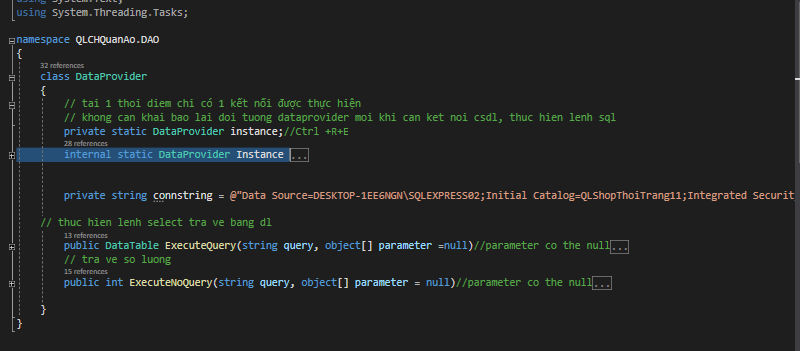 using System.Text;
using System.Threading.Tasks;
namespace QLCHQuanAo.DAO
{
32 references
class DataProvider
{
// tai 1 thoi diem chi có 1 kết nối được thực hiện
// khong can khai bao lai doi tuong dataprovider moi khi can ket noi csdl, thuc hien lenh sql
private static DataProvider instance;//Ctrl +R+E
28 references
internal static DataProvider Instance ...
private string connstring = @"Data Source=DESKTOP-1EE6NGN\SQLEXPRESS02;Initial Catalog=QLShopThoiTrang11;Integrated Securit
// thuc hien lenh select tra ve bang dl
13 references
public DataTable ExecuteQuery(string query, object[] parameter =null)//parameter co the null...
// tra ve so luong
15 references
public int ExecuteNoQuery(string query, object[] parameter = null)//parameter co the null...
}
}